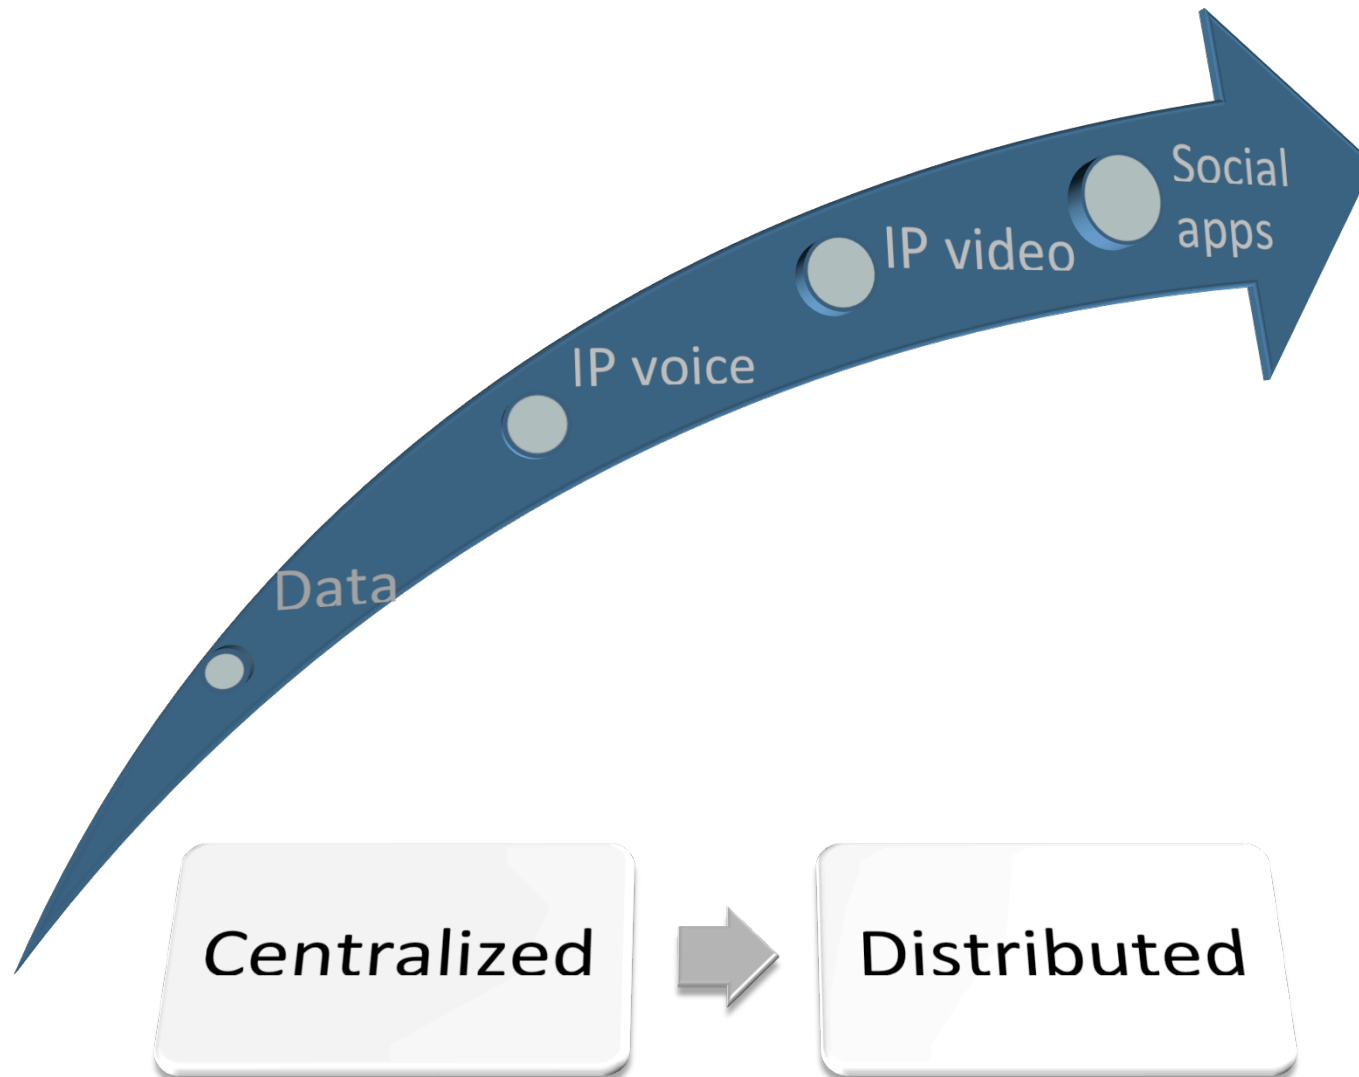 Social
apps
IP video
IP voice
Data
Centralized
Distributed